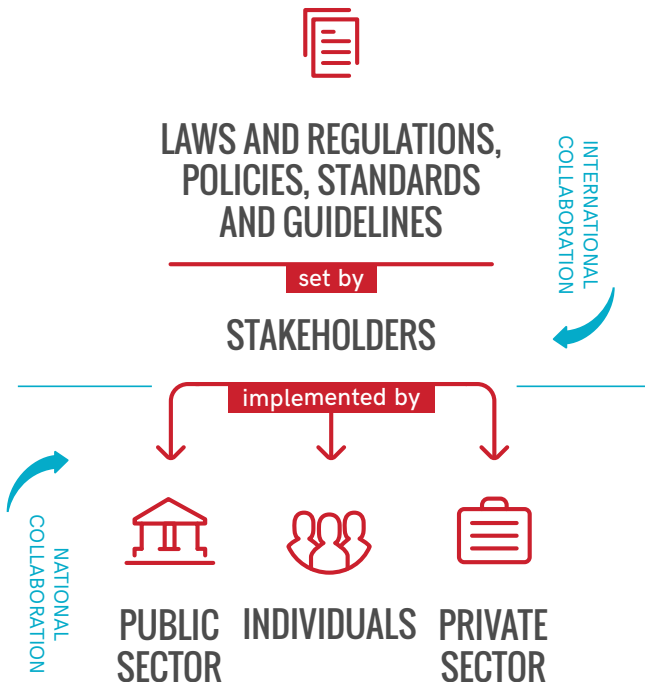 LAWS AND REGULATIONS,
POLICIES, STANDARDS
AND GUIDELINES
INTERNATIONAL
COLLABORATION
set by
STAKEHOLDERS
implemented by
NATIONAL
COLLABORATION
PUBLIC
SECTOR
INDIVIDUALS
PRIVATE
SECTOR